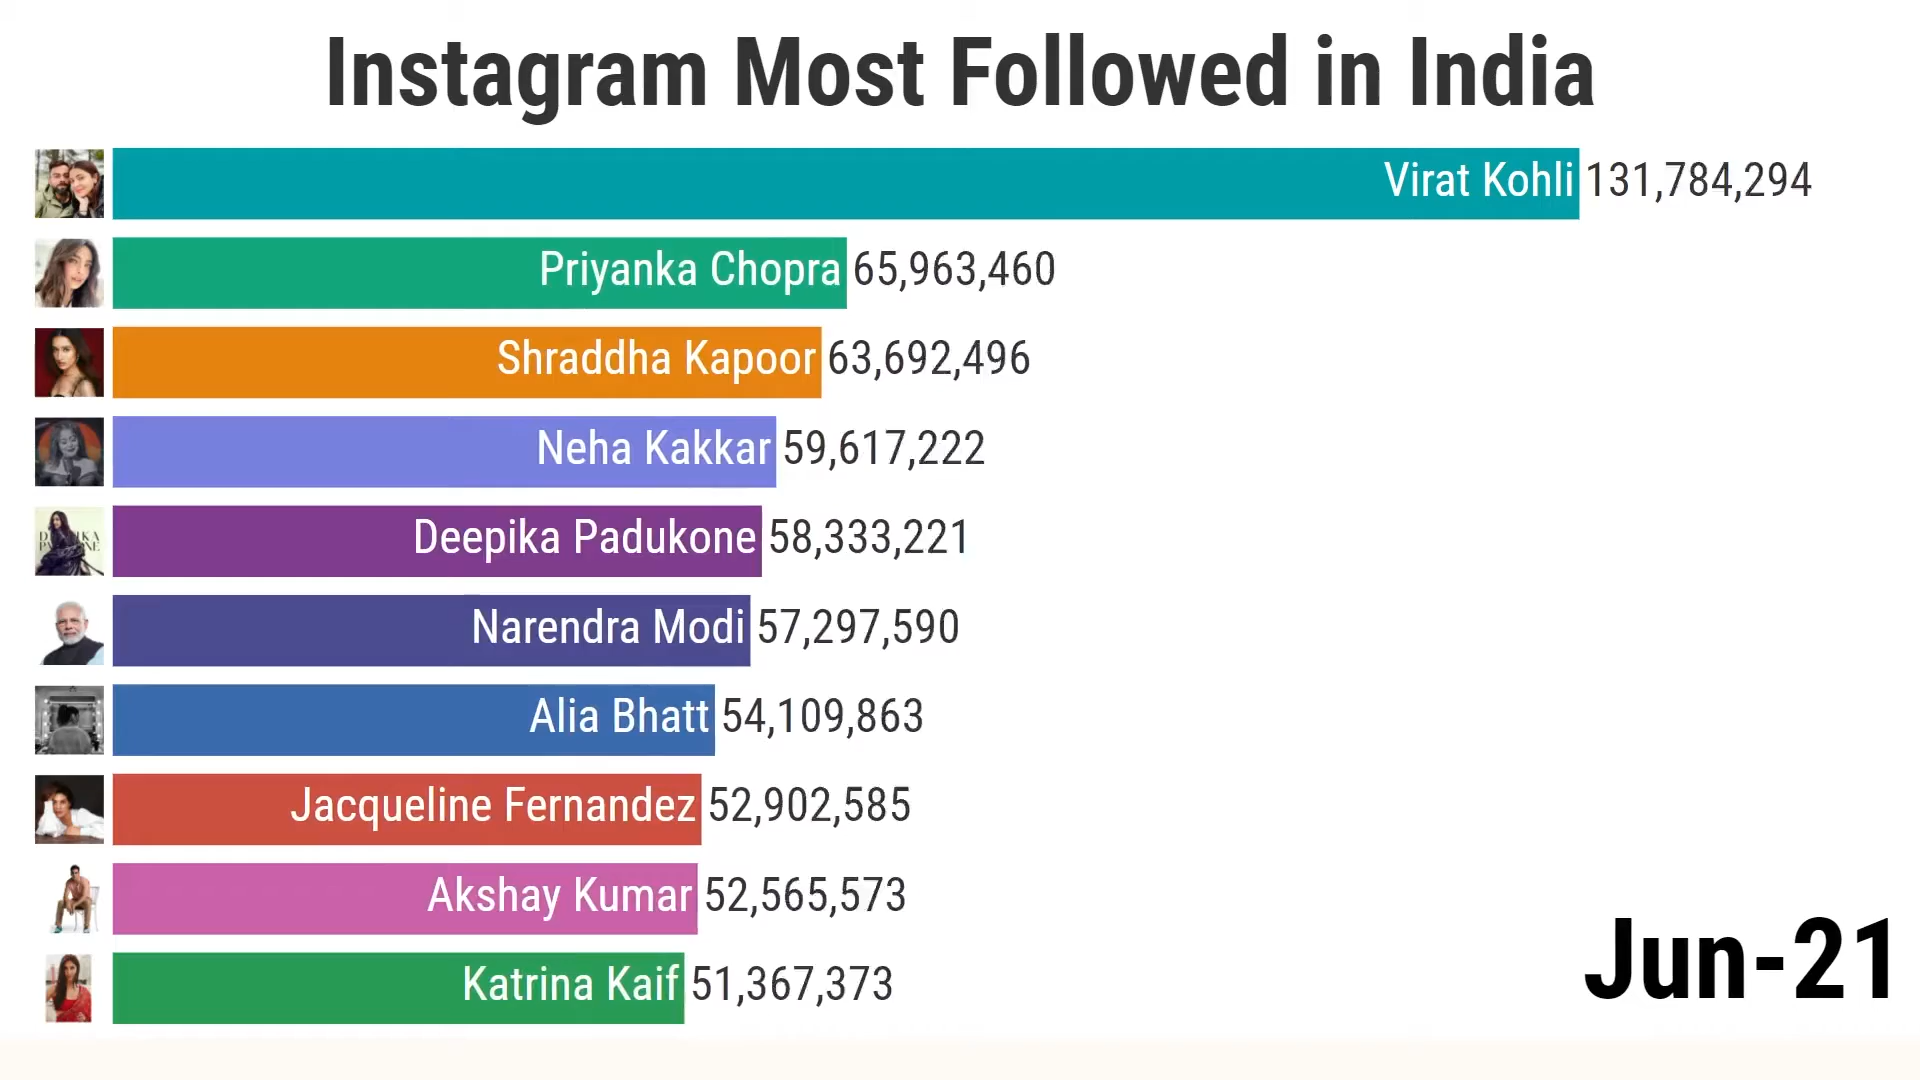 Instagram Most Followed in India
Virat Kohli 131,784,294
Priyanka Chopra 65,963,460
Shraddha Kapoor 63,692,496
Neha Kakkar 59,617,222
Deepika Padukone 58,333,221
Narendra Modi 57,297,590
Alia Bhatt 54,109,863
Jacqueline Fernandez 52,902,585
Akshay Kumar 52,565,573
Katrina Kaif 51,367,373
Jun-21